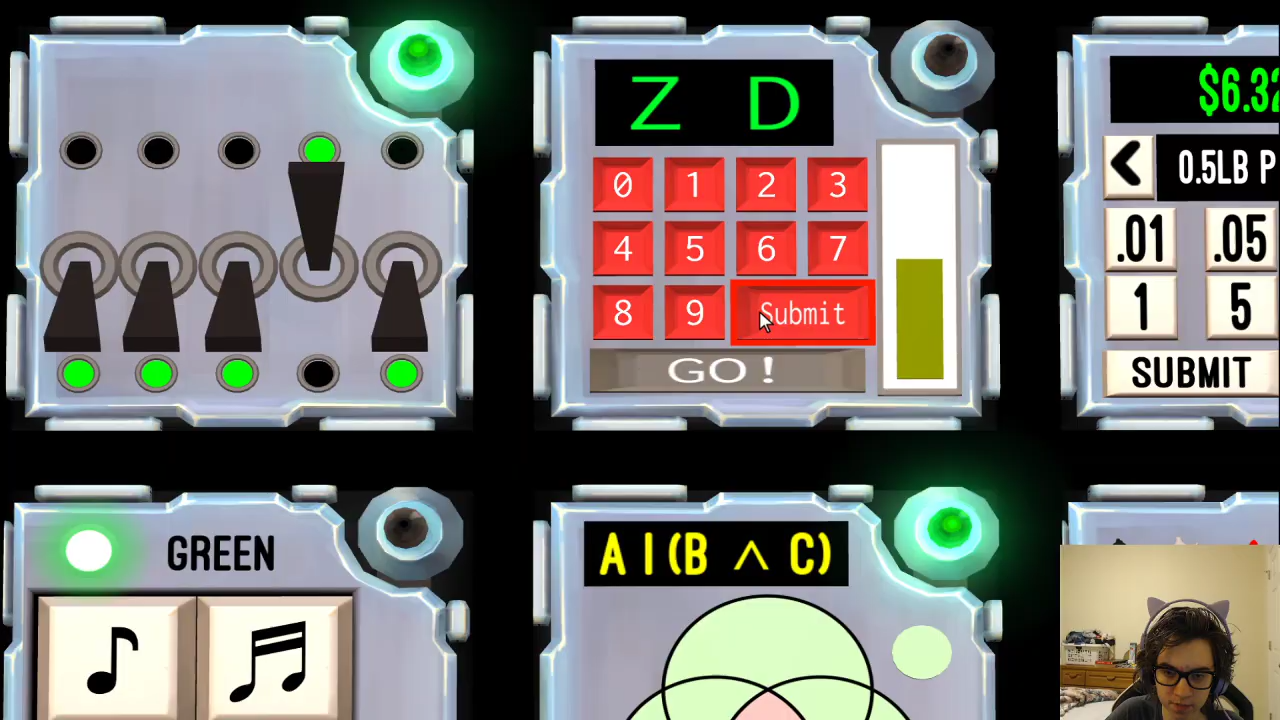 Z D
0 1 2 3
4 5 6 7
8 9 Submit
GO!
$6.32
< 0.5LB P
.01 .05
1 5
SUBMIT
GREEN
A | (B ∧ C)